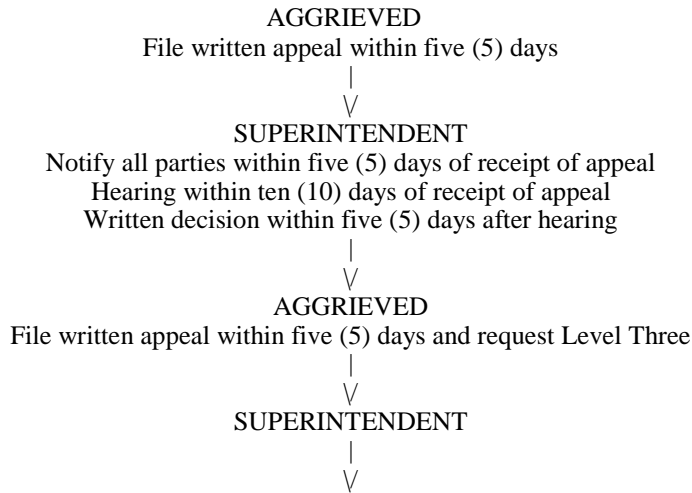 AGGRIEVED
File written appeal within five (5) days
|
\/
SUPERINTENDENT
Notify all parties within five (5) days of receipt of appeal
Hearing within ten (10) days of receipt of appeal
Written decision within five (5) days after hearing
|
\/
AGGRIEVED
File written appeal within five (5) days and request Level Three
|
\/
SUPERINTENDENT
|
\/